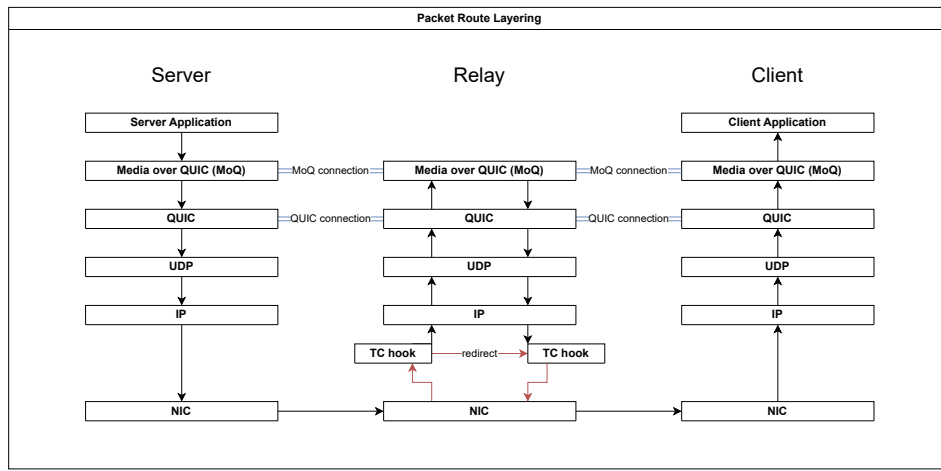 Packet Route Layering
Server
Relay
Client
Server Application
Client Application
Media over QUIC (MoQ)
MoQ connection
Media over QUIC (MoQ)
MoQ connection
Media over QUIC (MoQ)
QUIC
QUIC connection
QUIC
QUIC connection
QUIC
UDP
UDP
UDP
IP
IP
IP
TC hook
redirect
TC hook
NIC
NIC
NIC